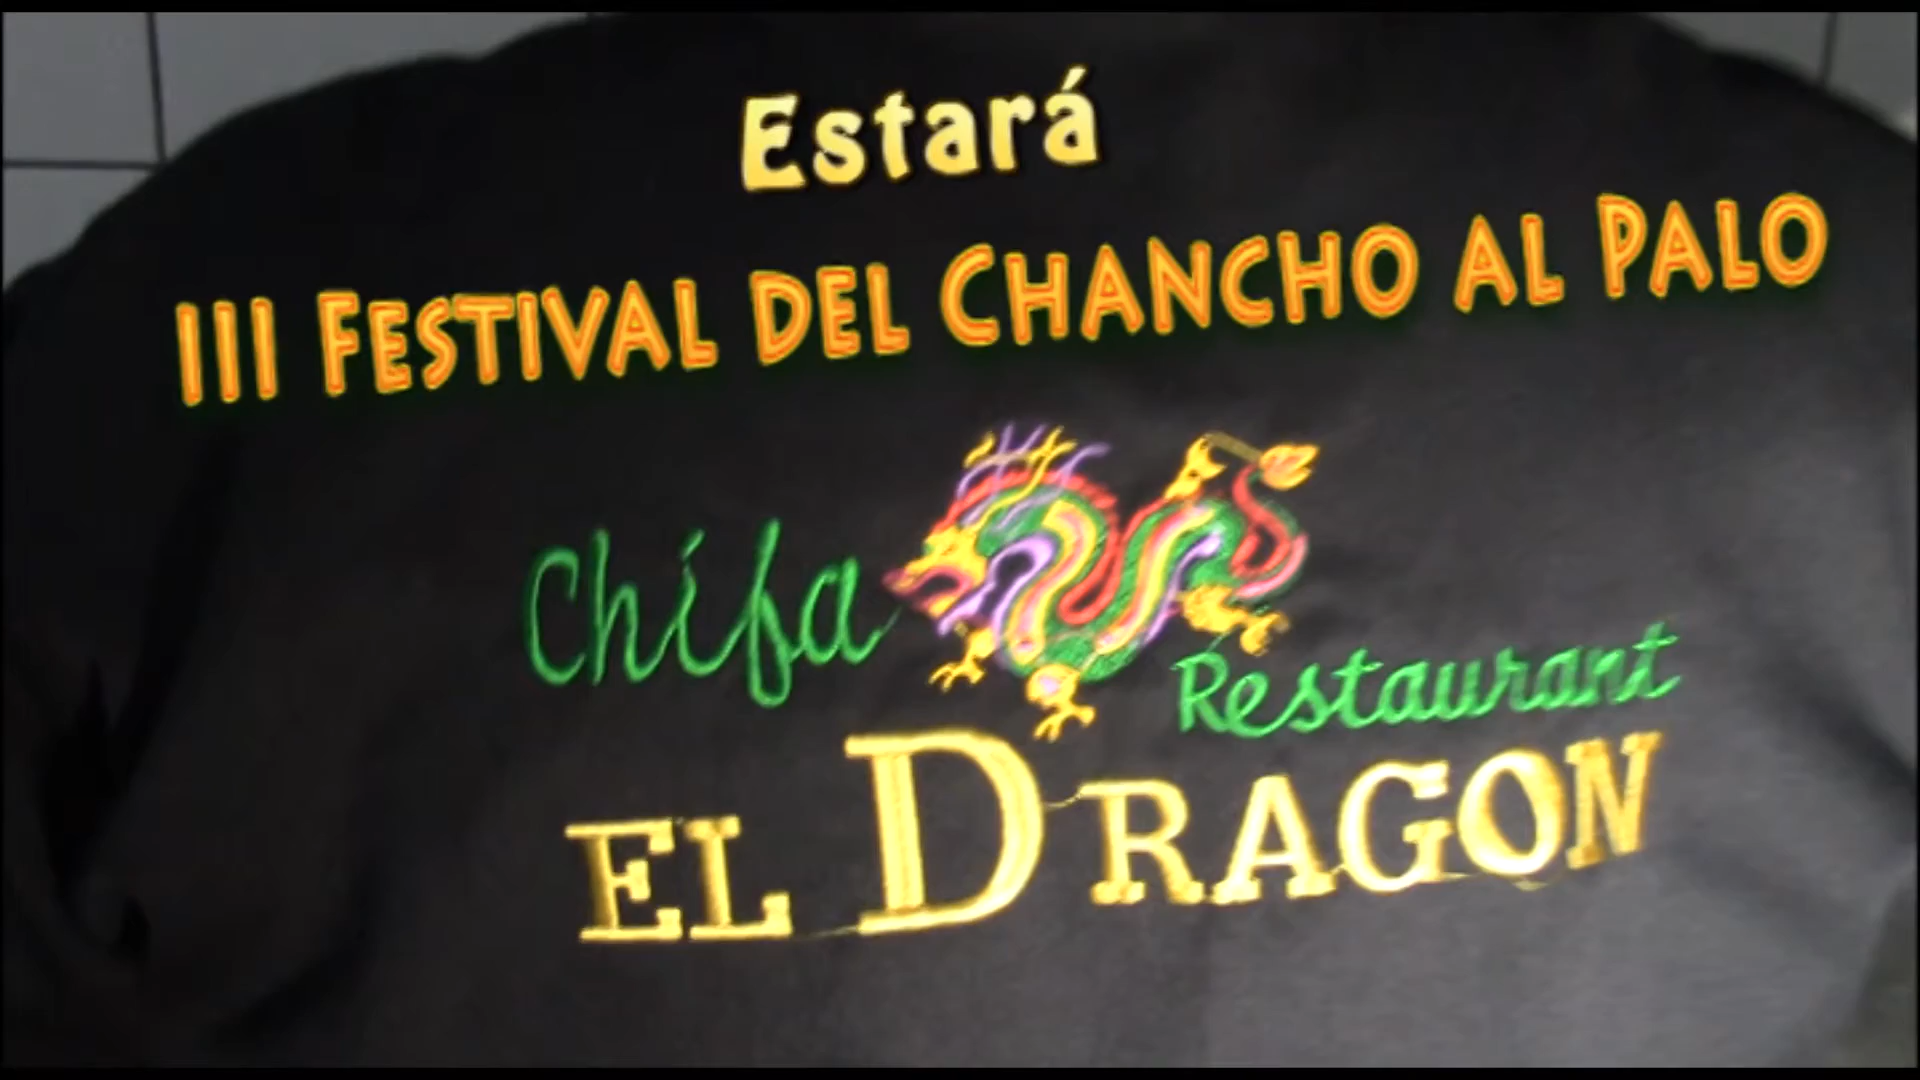 Estará
III FESTIVAL DEL CHANCHO AL PALO
Chifa
Restaurant
EL DRAGON